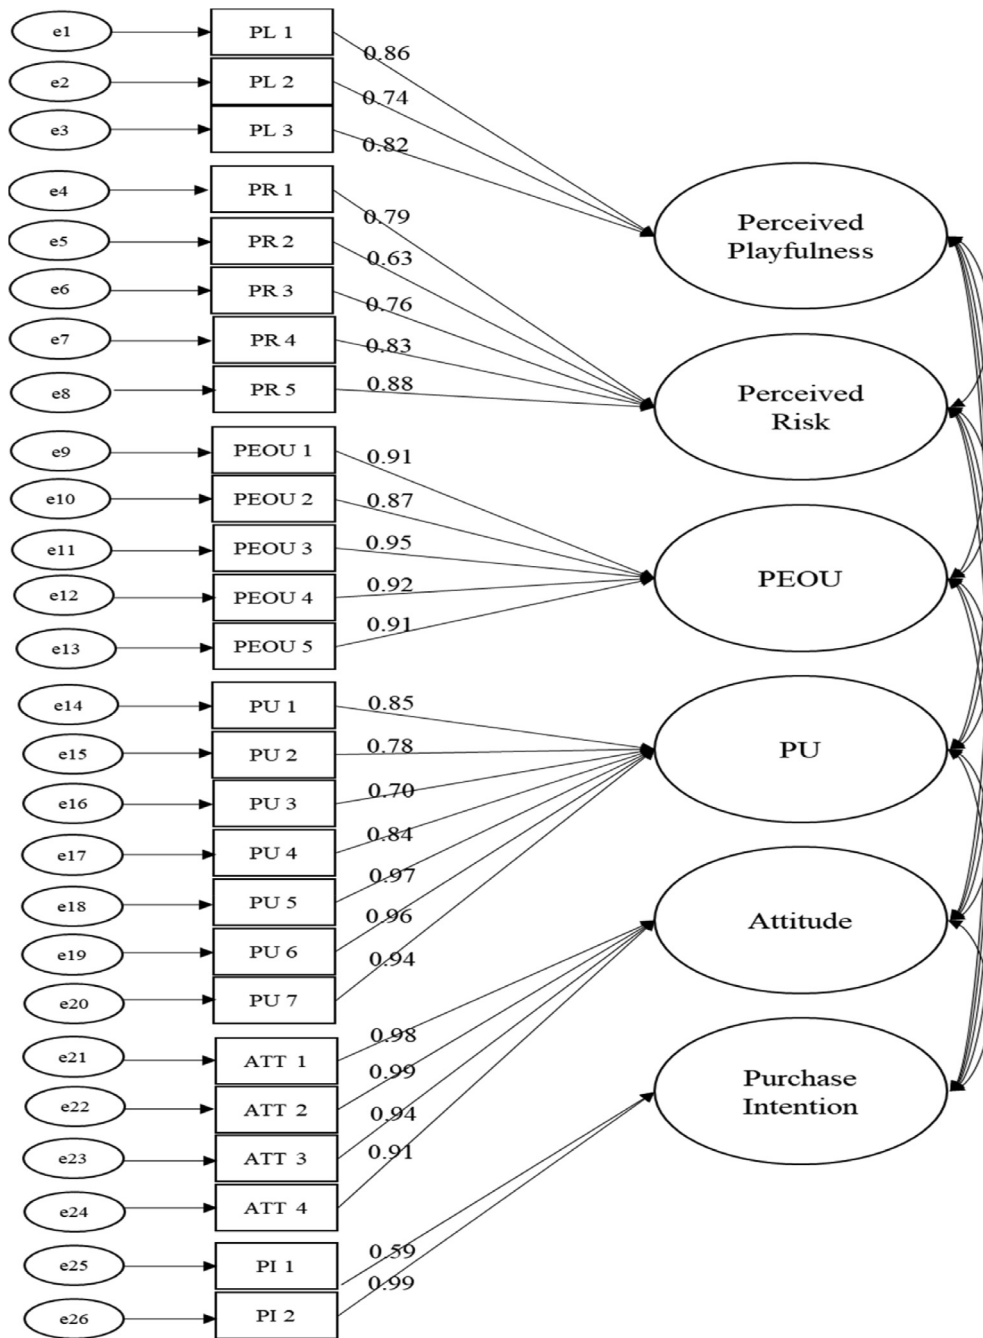 e1 PL 1
0.86
e2 PL 2
0.74
e3 PL 3
0.82
e4 PR 1
0.79
e5 PR 2
0.63
e6 PR 3
0.76
e7 PR 4
0.83
e8 PR 5
0.88
e9 PEOU 1
0.91
e10 PEOU 2
0.87
e11 PEOU 3
0.95
e12 PEOU 4
0.92
e13 PEOU 5
0.91
e14 PU 1
0.85
e15 PU 2
0.78
e16 PU 3
0.70
e17 PU 4
0.84
e18 PU 5
0.97
e19 PU 6
0.96
e20 PU 7
0.94
e21 ATT 1
0.98
e22 ATT 2
0.99
e23 ATT 3
0.94
e24 ATT 4
0.91
e25 PI 1
0.59
e26 PI 2
0.99
Perceived
Playfulness
Perceived
Risk
PEOU
PU
Attitude
Purchase
Intention